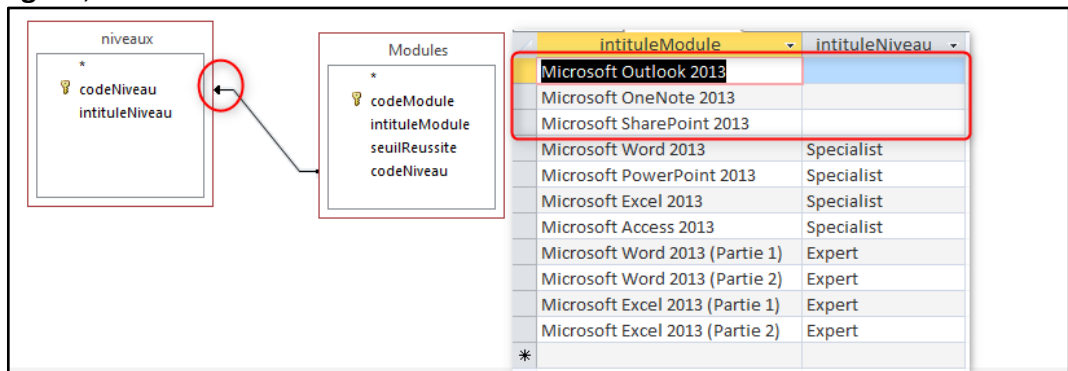 niveaux
*
codeNiveau
intituleNiveau
Modules
*
codeModule
intituleModule
seuilReussite
codeNiveau
intituleModule intituleNiveau
Microsoft Outlook 2013
Microsoft OneNote 2013
Microsoft SharePoint 2013
Microsoft Word 2013 Specialist
Microsoft PowerPoint 2013 Specialist
Microsoft Excel 2013 Specialist
Microsoft Access 2013 Specialist
Microsoft Word 2013 (Partie 1) Expert
Microsoft Word 2013 (Partie 2) Expert
Microsoft Excel 2013 (Partie 1) Expert
Microsoft Excel 2013 (Partie 2) Expert
*